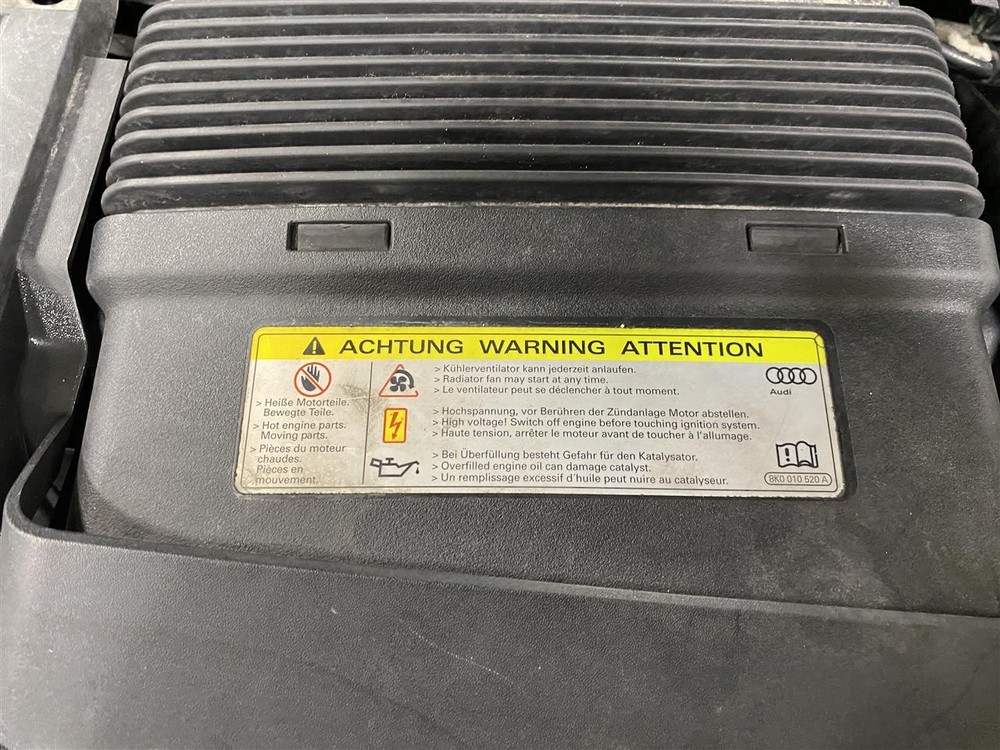 ACHTUNG WARNING ATTENTION
> Heiße Motorteile.
Bewegte Teile.
> Hot engine parts.
Moving parts.
> Pièces du moteur
chaudes.
Pièces en
mouvement.
> Kühlerventilator kann jederzeit anlaufen.
> Radiator fan may start at any time.
> Le ventilateur peut se déclencher à tout moment.
> Hochspannung, vor Berühren der Zündanlage Motor abstellen.
> High voltage! Switch off engine before touching ignition system.
> Haute tension, arrêter le moteur avant de toucher à l'allumage.
> Bei Überfüllung besteht Gefahr für den Katalysator.
> Overfilled engine oil can damage catalyst.
> Un remplissage excessif d'huile peut nuire au catalyseur.
Audi
8K0 010 520 A